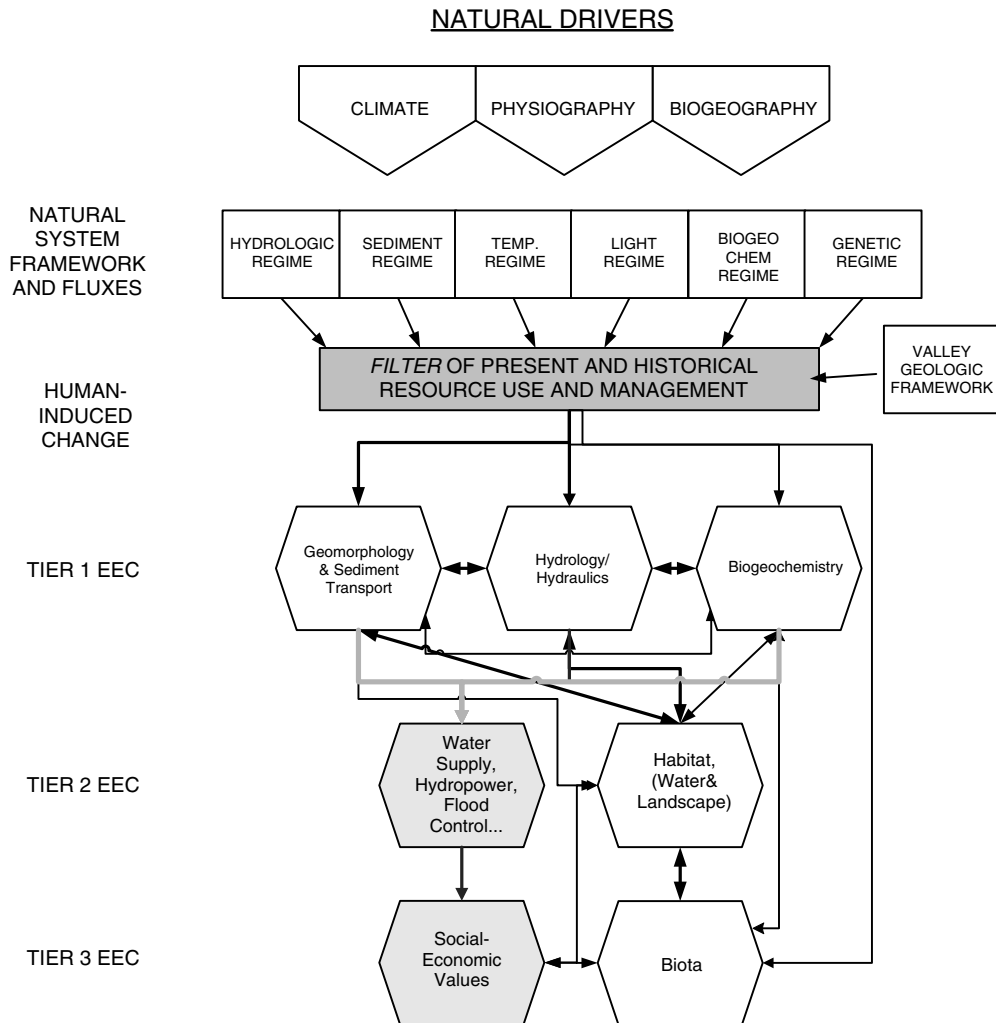 NATURAL DRIVERS
CLIMATE
PHYSIOGRAPHY
BIOGEOGRAPHY
NATURAL
SYSTEM
FRAMEWORK
AND FLUXES
HYDROLOGIC
REGIME
SEDIMENT
REGIME
TEMP.
REGIME
LIGHT
REGIME
BIOGEO
CHEM
REGIME
GENETIC
REGIME
HUMAN-
INDUCED
CHANGE
FILTER OF PRESENT AND HISTORICAL
RESOURCE USE AND MANAGEMENT
VALLEY
GEOLOGIC
FRAMEWORK
TIER 1 EEC
Geomorphology
& Sediment
Transport
Hydrology/
Hydraulics
Biogeochemistry
TIER 2 EEC
Water
Supply,
Hydropower,
Flood
Control...
Habitat,
(Water&
Landscape)
TIER 3 EEC
Social-
Economic
Values
Biota